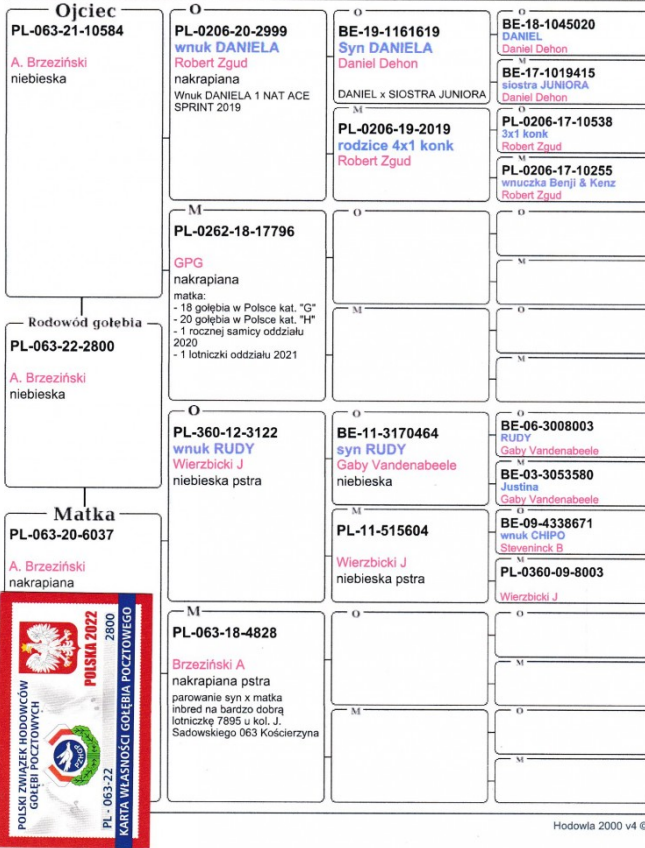 Ojciec
PL-063-21-10584
A. Brzeziński
niebieska
Rodowód gołębia
PL-063-22-2800
A. Brzeziński
niebieska
Matka
PL-063-20-6037
A. Brzeziński
nakrapiana
O
PL-0206-20-2999
wnuk DANIELA
Robert Zgud
nakrapiana
Wnuk DANIELA 1 NAT ACE
SPRINT 2019
M
PL-0262-18-17796
GPG
nakrapiana
matka:
- 18 gołębia w Polsce kat. "G"
- 20 gołębia w Polsce kat. "H"
- 1 rocznej samicy oddziału
2020
- 1 lotniczki oddziału 2021
O
PL-360-12-3122
wnuk RUDY
Wierzbicki J
niebieska pstra
M
PL-063-18-4828
Brzeziński A
nakrapiana pstra
parowanie syn x matka
inbred na bardzo dobrą
lotniczkę 7895 u kol. J.
Sadowskiego 063 Kościerzyna
O
BE-19-1161619
Syn DANIELA
Daniel Dehon
DANIEL x SIOSTRA JUNIORA
M
PL-0206-19-2019
rodzice 4x1 konk
Robert Zgud
O
M
O
BE-11-3170464
syn RUDY
Gaby Vandenabeele
niebieska
M
PL-11-515604
Wierzbicki J
niebieska pstra
O
M
O
BE-18-1045020
DANIEL
Daniel Dehon
M
BE-17-1019415
siostra JUNIORA
Daniel Dehon
O
PL-0206-17-10538
3x1 konk
Robert Zgud
M
PL-0206-17-10255
wnuczka Benji & Kenz
Robert Zgud
O
M
O
M
O
BE-06-3008003
RUDY
Gaby Vandenabeele
M
BE-03-3053580
Justina
Gaby Vandenabeele
O
BE-09-4338671
wnuk CHIPO
Steveninck B
M
PL-0360-09-8003
Wierzbicki J
O
M
O
M
POLSKI ZWIĄZEK HODOWCÓW
GOŁĘBI POCZTOWYCH
POLSKA 2022
PZHGP
PL - 063-22 2800
KARTA WŁASNOŚCI GOŁĘBIA POCZTOWEGO
Hodowla 2000 v4 ©